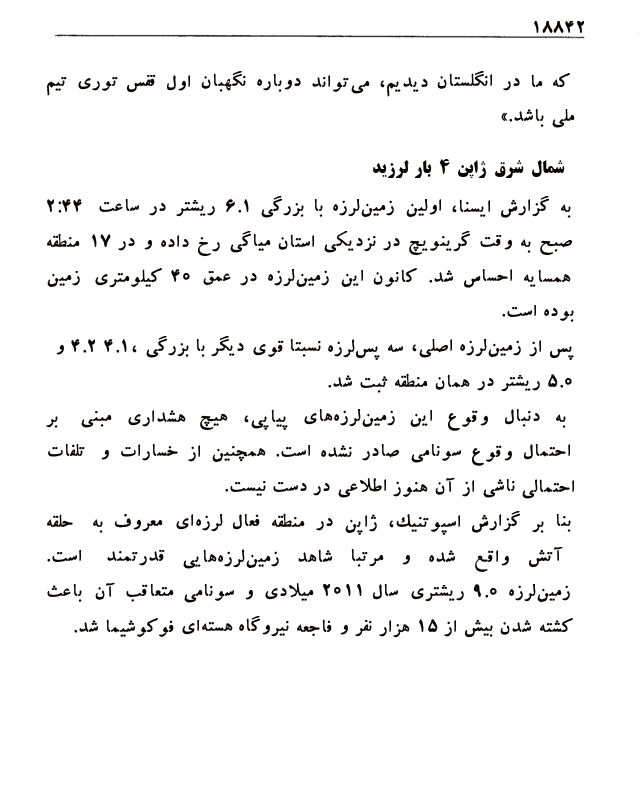 ۱۸۸۴۲
که ما در انگلستان دیدیم، می‌تواند دوباره نگهبان اول قفس توری تیم
ملی باشد.»
شمال شرق ژاپن ۴ بار لرزید
به گزارش ایسنا، اولین زمین‌لرزه با بزرگی ۶.۱ ریشتر در ساعت ۲:۴۴
صبح به وقت گرینویچ در نزدیکی استان میاگی رخ داده و در ۱۷ منطقه
همسایه احساس شد. کانون این زمین‌لرزه در عمق ۴۰ کیلومتری زمین
بوده است.
پس از زمین‌لرزه اصلی، سه پس‌لرزه نسبتا قوی دیگر با بزرگی ،۴.۱ ۴.۲ و
۵.۰ ریشتر در همان منطقه ثبت شد.
به دنبال وقوع این زمین‌لرزه‌های پیاپی، هیچ هشداری مبنی بر
احتمال وقوع سونامی صادر نشده است. همچنین از خسارات و تلفات
احتمالی ناشی از آن هنوز اطلاعی در دست نیست.
بنا بر گزارش اسپوتنیك، ژاپن در منطقه فعال لرزه‌ای معروف به حلقه
آتش واقع شده و مرتبا شاهد زمین‌لرزه‌هایی قدرتمند است.
زمین‌لرزه ۹.۰ ریشتری سال ۲۰۱۱ میلادی و سونامی متعاقب آن باعث
کشته شدن بیش از ۱۵ هزار نفر و فاجعه نیروگاه هسته‌ای فوکوشیما شد.